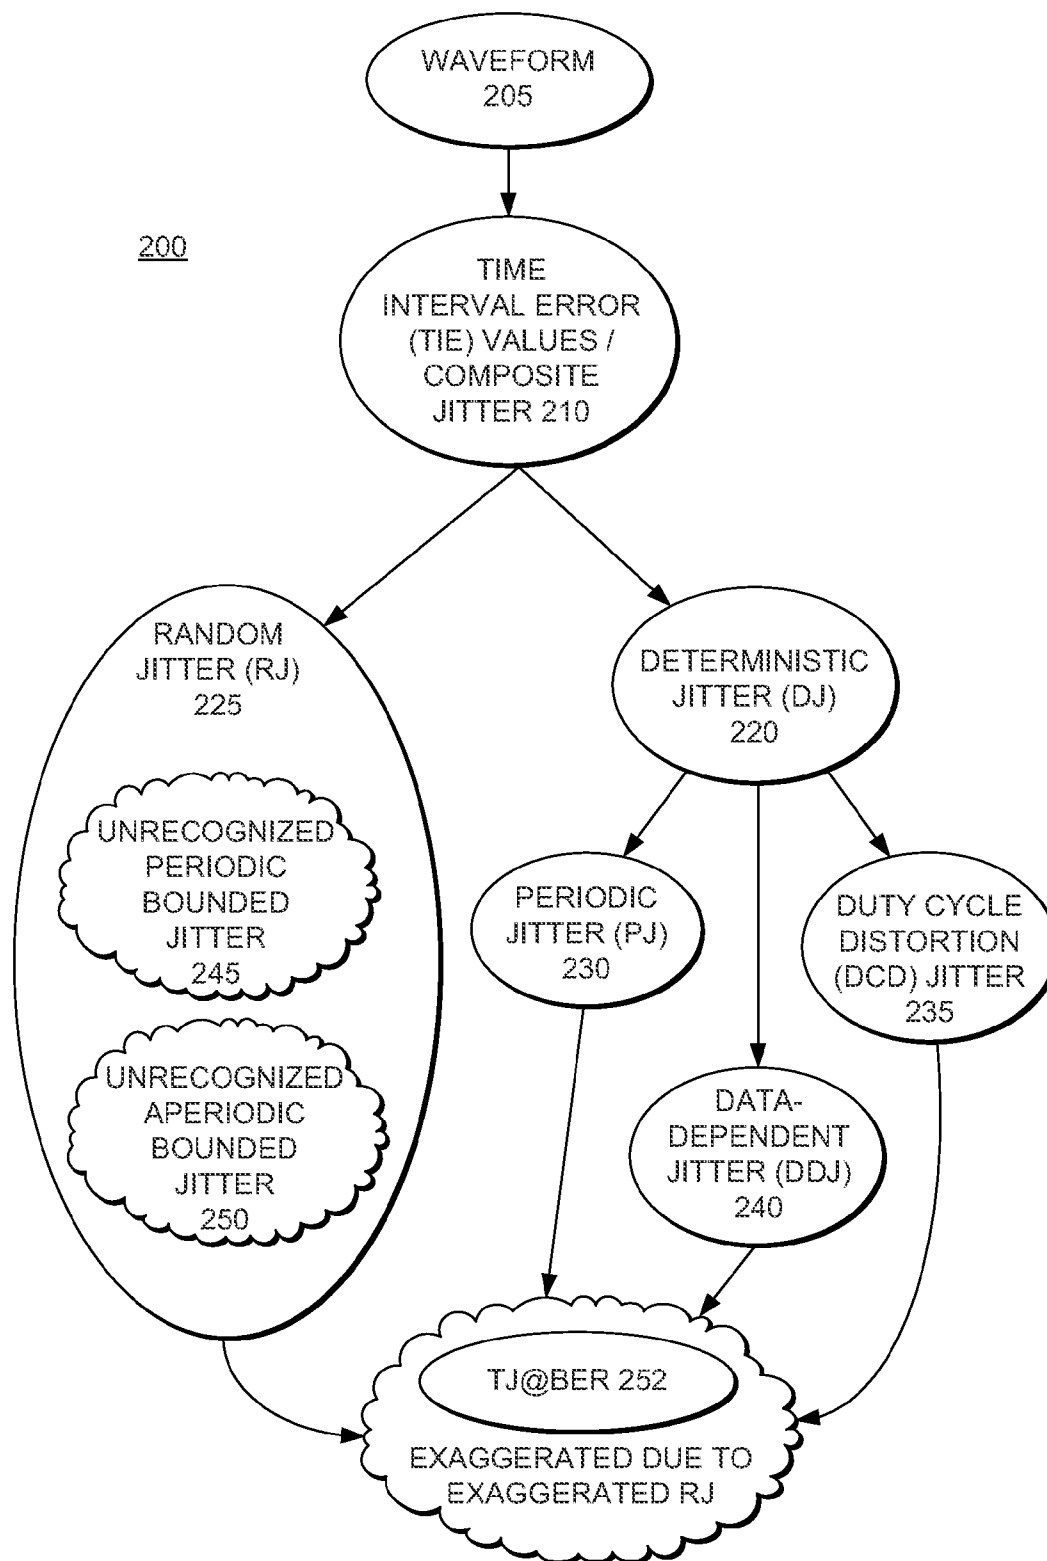 WAVEFORM
205
200
TIME
INTERVAL ERROR
(TIE) VALUES /
COMPOSITE
JITTER 210
RANDOM
JITTER (RJ)
225
UNRECOGNIZED
PERIODIC
BOUNDED
JITTER
245
UNRECOGNIZED
APERIODIC
BOUNDED
JITTER
250
DETERMINISTIC
JITTER (DJ)
220
PERIODIC
JITTER (PJ)
230
DUTY CYCLE
DISTORTION
(DCD) JITTER
235
DATA-
DEPENDENT
JITTER (DDJ)
240
TJ@BER 252
EXAGGERATED DUE TO
EXAGGERATED RJ